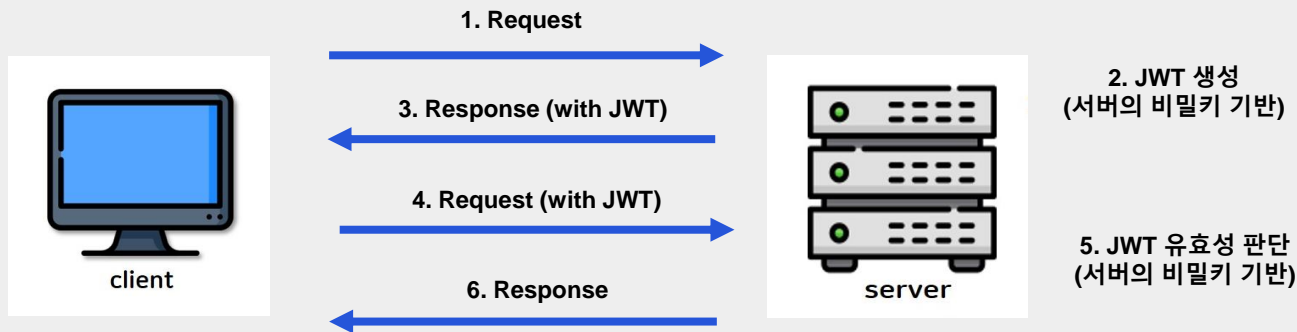 1. Request
2. JWT 생성
(서버의 비밀키 기반)
3. Response (with JWT)
4. Request (with JWT)
5. JWT 유효성 판단
(서버의 비밀키 기반)
6. Response
client
server